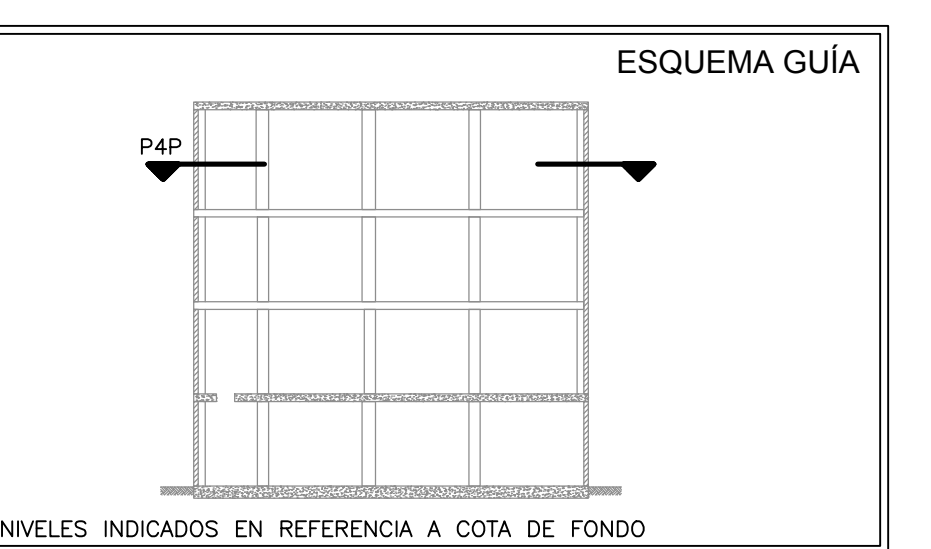 ESQUEMA GUÍA
P4P
NIVELES INDICADOS EN REFERENCIA A COTA DE FONDO